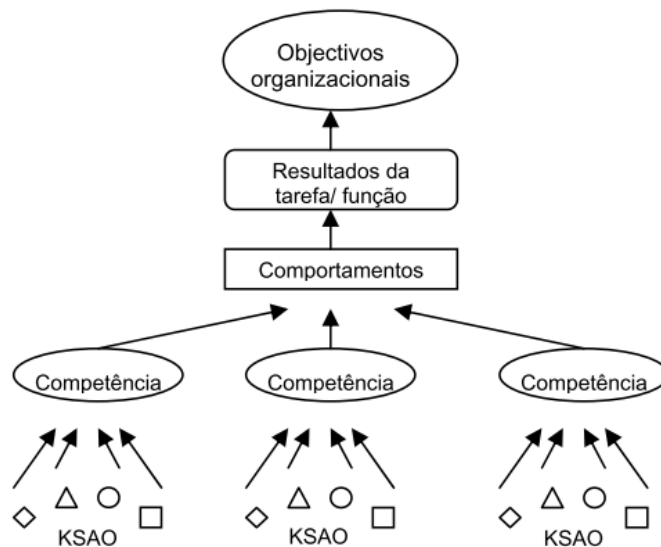 Objectivos
organizacionais
Resultados da
tarefa/ função
Comportamentos
Competência
Competência
Competência
KSAO
KSAO
KSAO